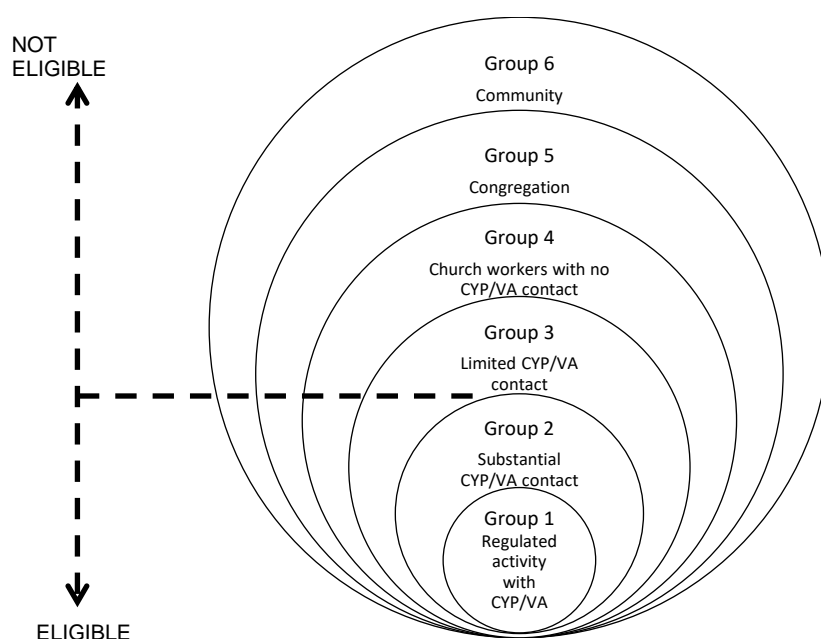 NOT
ELIGIBLE
Group 6
Community
Group 5
Congregation
Group 4
Church workers with no
CYP/VA contact
Group 3
Limited CYP/VA
contact
Group 2
Substantial
CYP/VA contact
Group 1
Regulated
activity
with
CYP/VA
ELIGIBLE